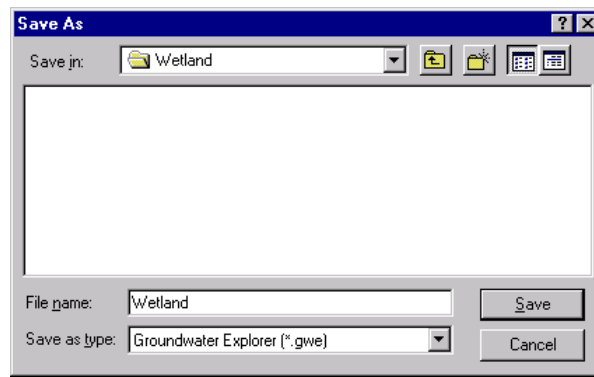 Save As
Save in: Wetland
File name: Wetland Save
Save as type: Groundwater Explorer (*.gwe) Cancel